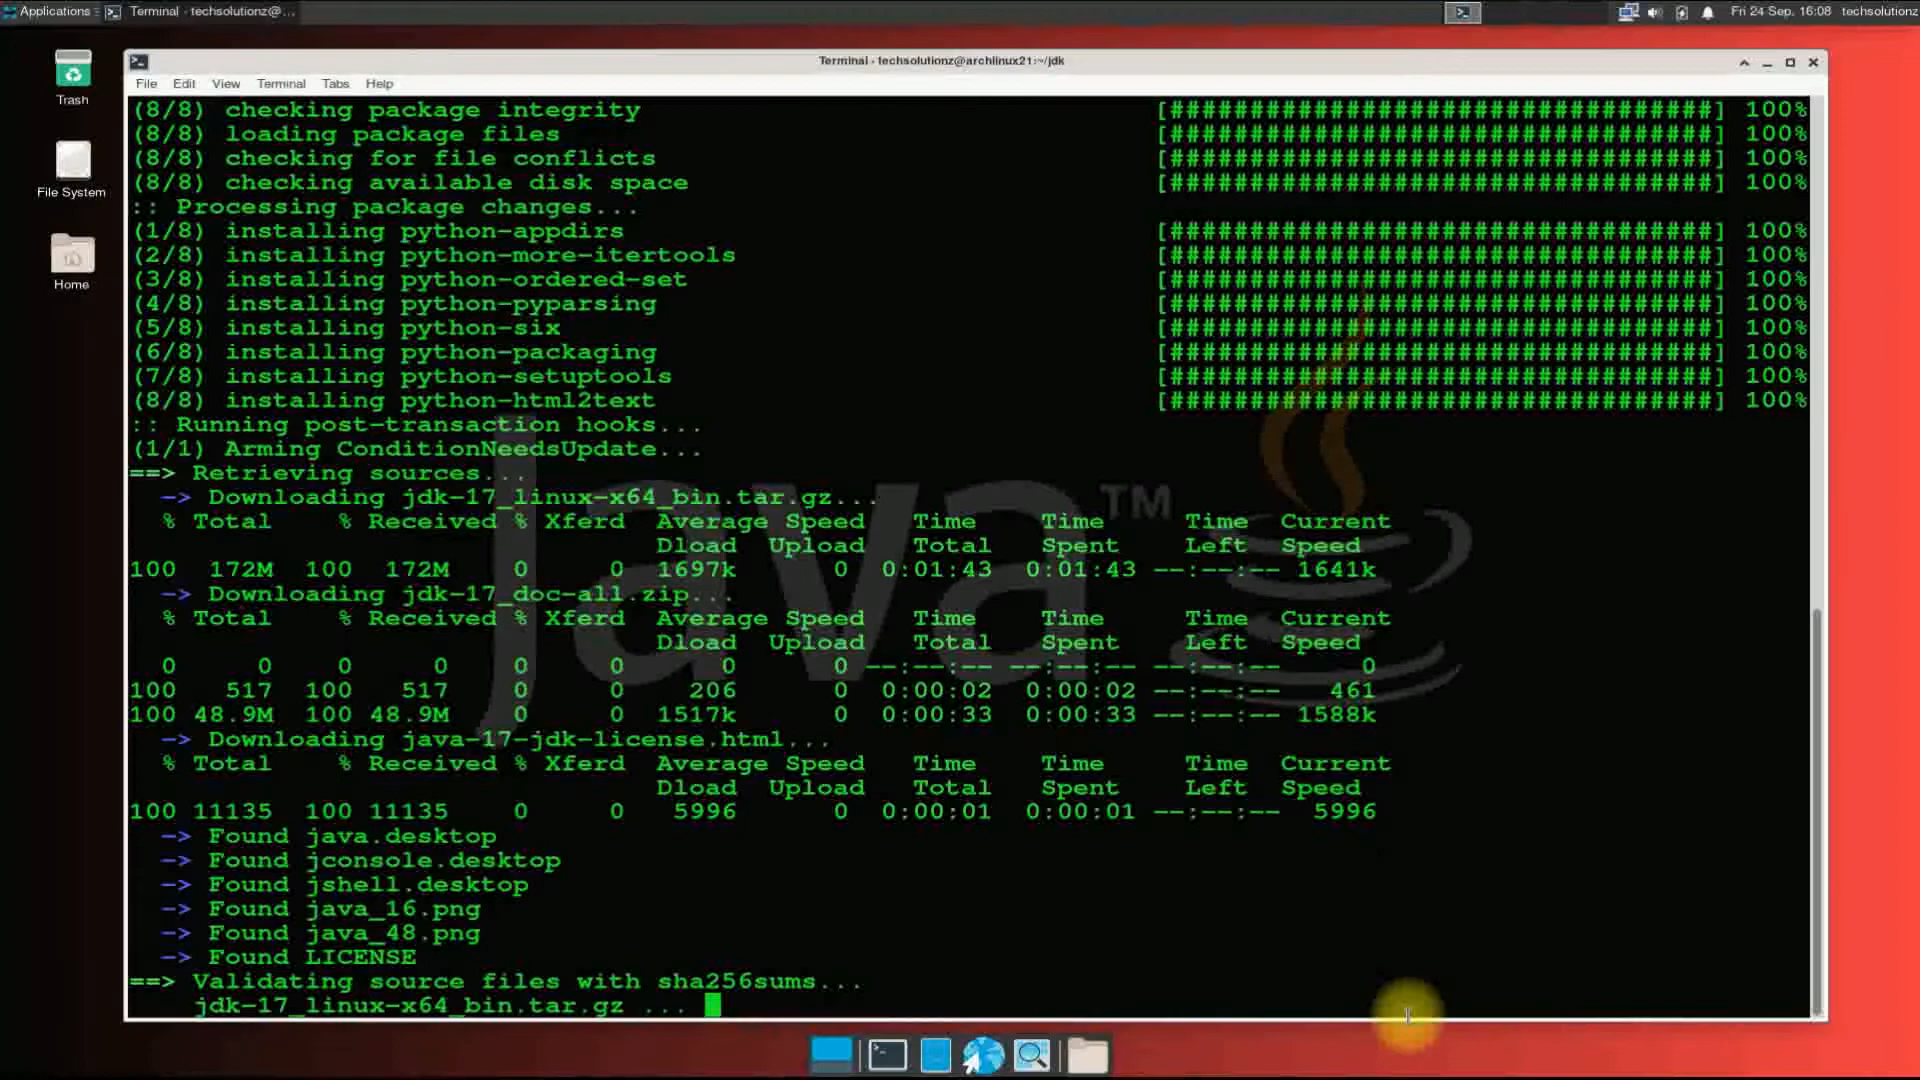 Applications
Terminal - techsolutionz@...
Fri 24 Sep. 16:08 techsolutionz
Trash
File System
Home
Terminal - techsolutionz@archlinux21:~/jdk
File Edit View Terminal Tabs Help
(8/8) checking package integrity [##################################] 100%
(8/8) loading package files [##################################] 100%
(8/8) checking for file conflicts [##################################] 100%
(8/8) checking available disk space [##################################] 100%
:: Processing package changes...
(1/8) installing python-appdirs [##################################] 100%
(2/8) installing python-more-itertools [##################################] 100%
(3/8) installing python-ordered-set [##################################] 100%
(4/8) installing python-pyparsing [##################################] 100%
(5/8) installing python-six [##################################] 100%
(6/8) installing python-packaging [##################################] 100%
(7/8) installing python-setuptools [##################################] 100%
(8/8) installing python-html2text [##################################] 100%
:: Running post-transaction hooks...
(1/1) Arming ConditionNeedsUpdate...
==> Retrieving sources...
-> Downloading jdk-17_linux-x64_bin.tar.gz...
% Total % Received % Xferd Average Speed Time Time Time Current
Dload Upload Total Spent Left Speed
100 172M 100 172M 0 0 1697k 0 0:01:43 0:01:43 --:--:-- 1641k
-> Downloading jdk-17_doc-all.zip...
% Total % Received % Xferd Average Speed Time Time Time Current
Dload Upload Total Spent Left Speed
0 0 0 0 0 0 0 0 --:--:-- --:--:-- --:--:-- 0
100 517 100 517 0 0 206 0 0:00:02 0:00:02 --:--:-- 461
100 48.9M 100 48.9M 0 0 1517k 0 0:00:33 0:00:33 --:--:-- 1588k
-> Downloading java-17-jdk-license.html...
% Total % Received % Xferd Average Speed Time Time Time Current
Dload Upload Total Spent Left Speed
100 11135 100 11135 0 0 5996 0 0:00:01 0:00:01 --:--:-- 5996
-> Found java.desktop
-> Found jconsole.desktop
-> Found jshell.desktop
-> Found java_16.png
-> Found java_48.png
-> Found LICENSE
==> Validating source files with sha256sums...
jdk-17_linux-x64_bin.tar.gz ...
Java™